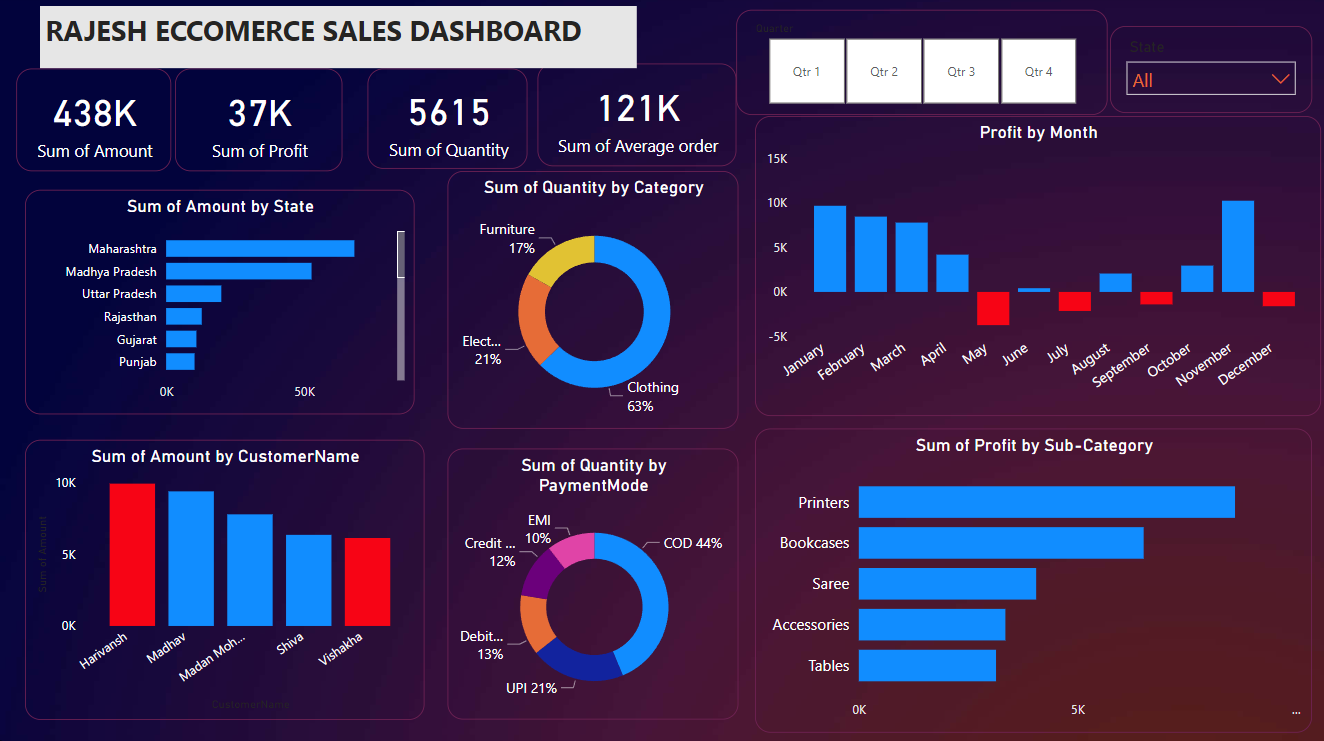 RAJESH ECCOMERCE SALES DASHBOARD
Quarter
Qtr 1
Qtr 2
Qtr 3
Qtr 4
State
All
438K
Sum of Amount
37K
Sum of Profit
5615
Sum of Quantity
121K
Sum of Average order
Sum of Amount by State
Maharashtra
Madhya Pradesh
Uttar Pradesh
Rajasthan
Gujarat
Punjab
0K
50K
Sum of Quantity by Category
Furniture
17%
Elect...
21%
Clothing
63%
Profit by Month
15K
10K
5K
0K
-5K
January
February
March
April
May
June
July
August
September
October
November
December
Sum of Amount by CustomerName
Sum of Amount
10K
5K
0K
Harivansh
Madhav
Madan Moh...
Shiva
Vishakha
CustomerName
Sum of Quantity by
PaymentMode
EMI
10%
Credit ...
12%
COD 44%
Debit...
13%
UPI 21%
Sum of Profit by Sub-Category
Printers
Bookcases
Saree
Accessories
Tables
0K
5K
...